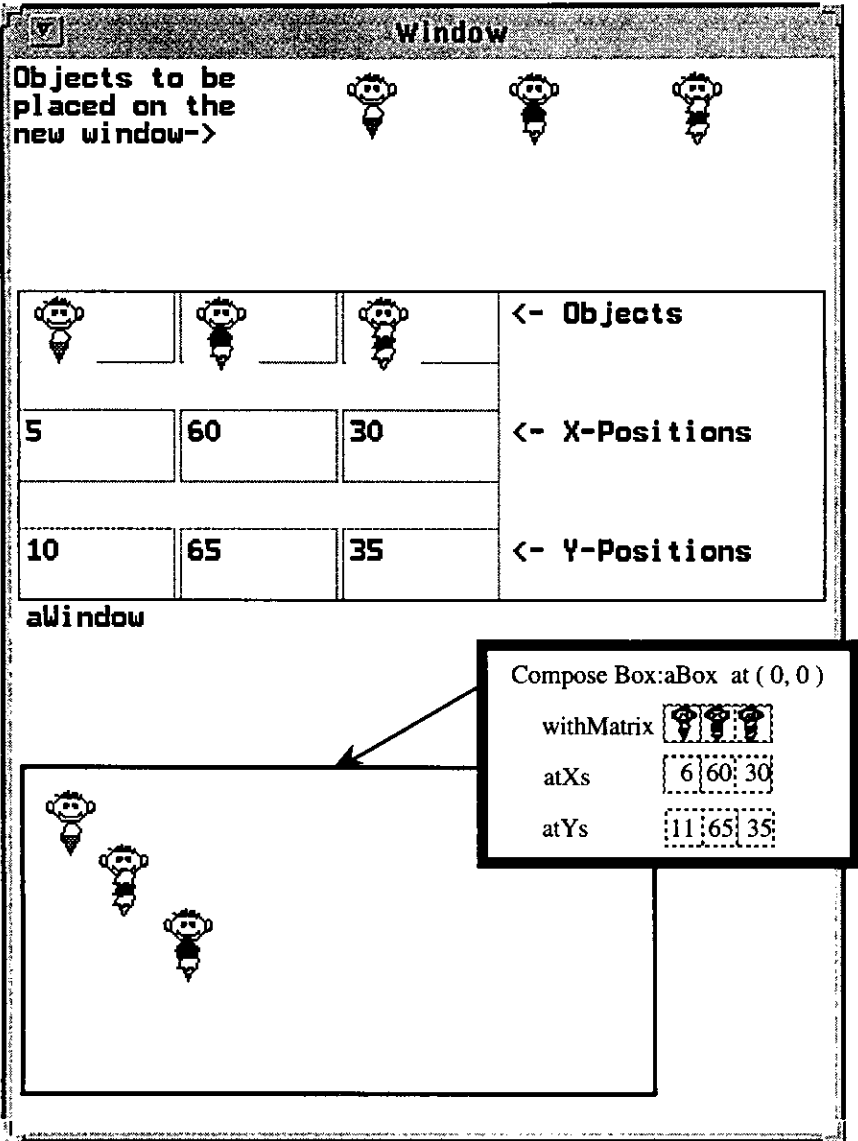 Window
Objects to be
placed on the
new window->
<- Objects
5 60 30 <- X-Positions
10 65 35 <- Y-Positions
aWindow
Compose Box:aBox at ( 0, 0 )
withMatrix
atXs 6 60 30
atYs 11 65 35